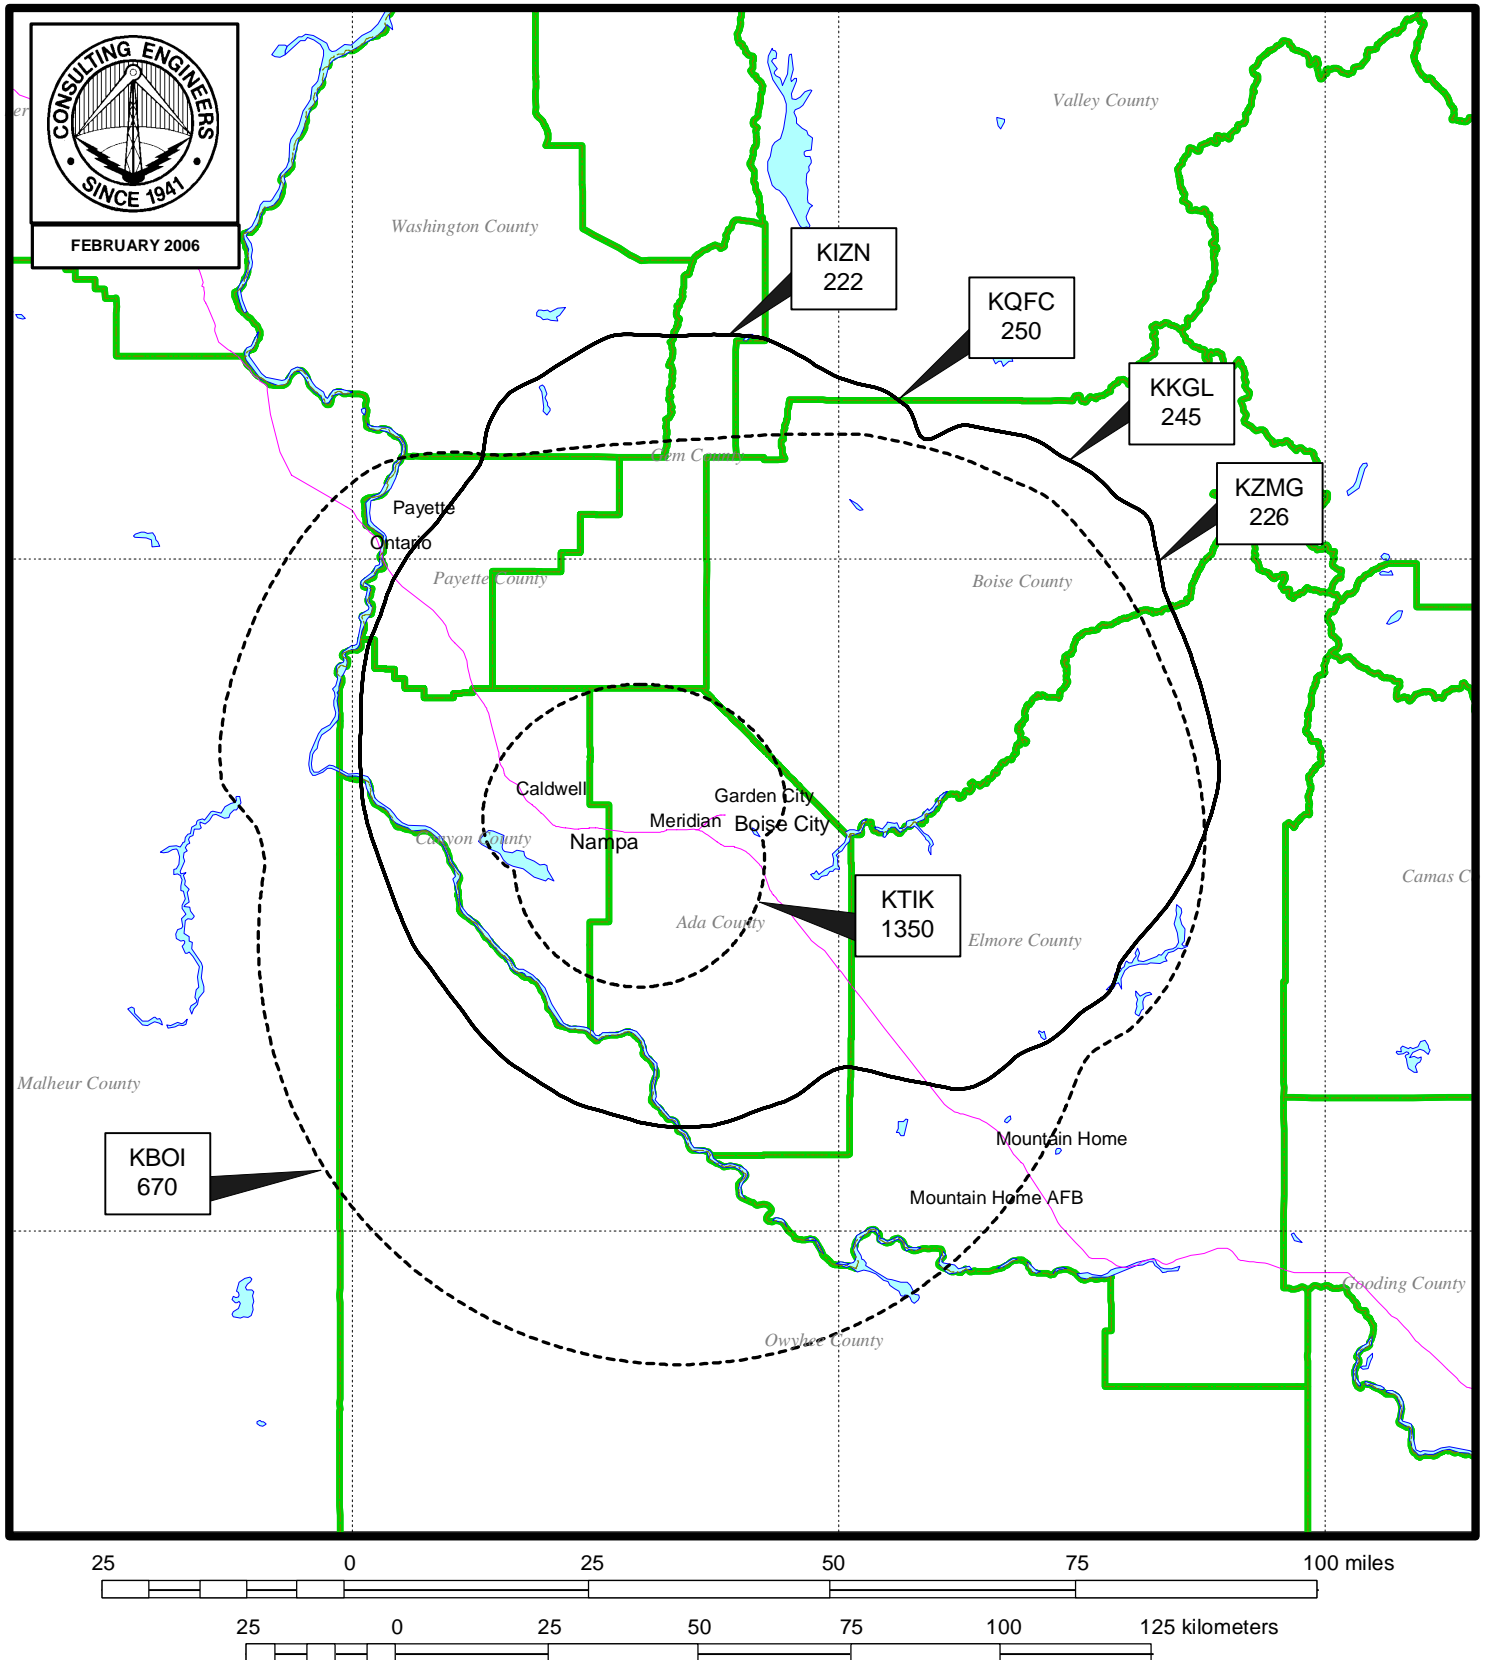 CONSULTING ENGINEERS
SINCE 1941
FEBRUARY 2006
Valley County
Washington County
KIZN
222
KQFC
250
KKGL
245
Gem County
KZMG
226
Payette
Ontario
Payette County
Boise County
Caldwell
Garden City
Meridian
Boise City
Canyon County
Nampa
Camas C
KTIK
1350
Ada County
Elmore County
Malheur County
Mountain Home
KBOI
670
Mountain Home AFB
Gooding County
Owyhee County
25 0 25 50 75 100 miles
25 0 25 50 75 100 125 kilometers